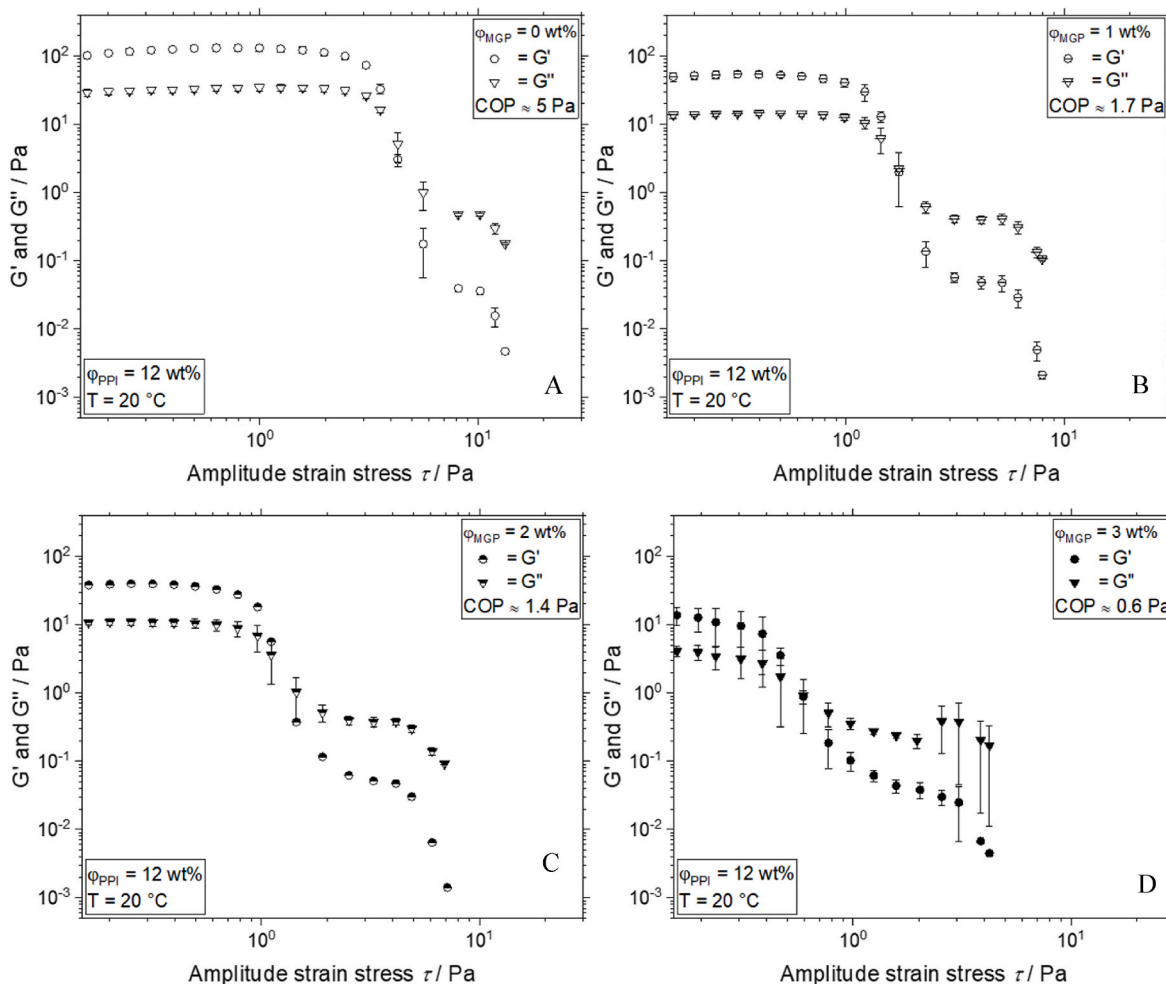 φMGP = 0 wt%
= G'
= G''
COP ≈ 5 Pa
10²
10¹
10⁰
10⁻¹
10⁻²
10⁻³
G' and G'' / Pa
φPPI = 12 wt%
T = 20 °C
A
10⁰ 10¹
Amplitude strain stress τ / Pa
φMGP = 1 wt%
= G'
= G''
COP ≈ 1.7 Pa
10²
10¹
10⁰
10⁻¹
10⁻²
10⁻³
G' and G'' / Pa
φPPI = 12 wt%
T = 20 °C
B
10⁰ 10¹
Amplitude strain stress τ / Pa
φMGP = 2 wt%
= G'
= G''
COP ≈ 1.4 Pa
10²
10¹
10⁰
10⁻¹
10⁻²
10⁻³
G' and G'' / Pa
φPPI = 12 wt%
T = 20 °C
C
10⁰ 10¹
Amplitude strain stress τ / Pa
φMGP = 3 wt%
= G'
= G''
COP ≈ 0.6 Pa
10²
10¹
10⁰
10⁻¹
10⁻²
10⁻³
G' and G'' / Pa
φPPI = 12 wt%
T = 20 °C
D
10⁰ 10¹
Amplitude strain stress τ / Pa